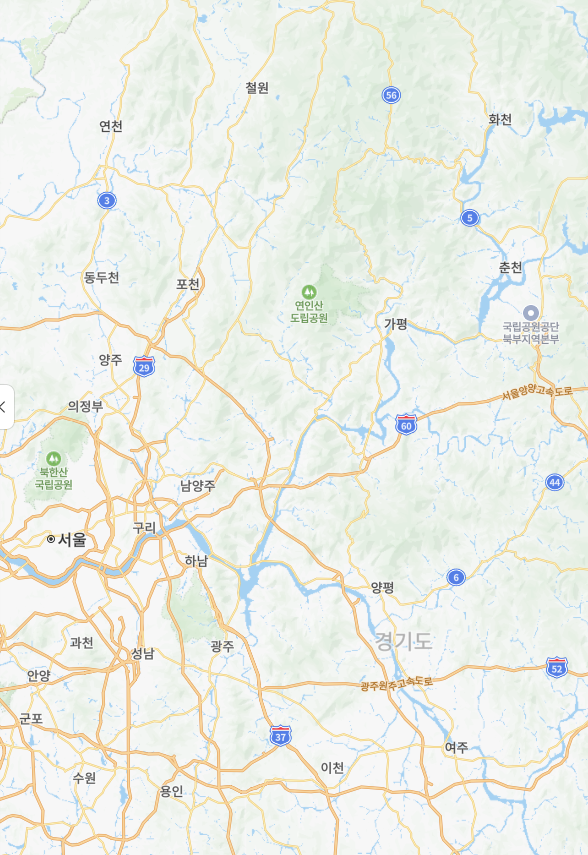 철원
56
연천
화천
3
5
춘천
동두천
포천
연인산
도립공원
가평
국립공원공단
북부지역본부
양주
29
서울양양고속도로
의정부
60
북한산
국립공원
44
남양주
구리
서울
하남
6
양평
과천
경기도
성남
광주
52
안양
광주원주고속도로
군포
37
여주
이천
수원
용인